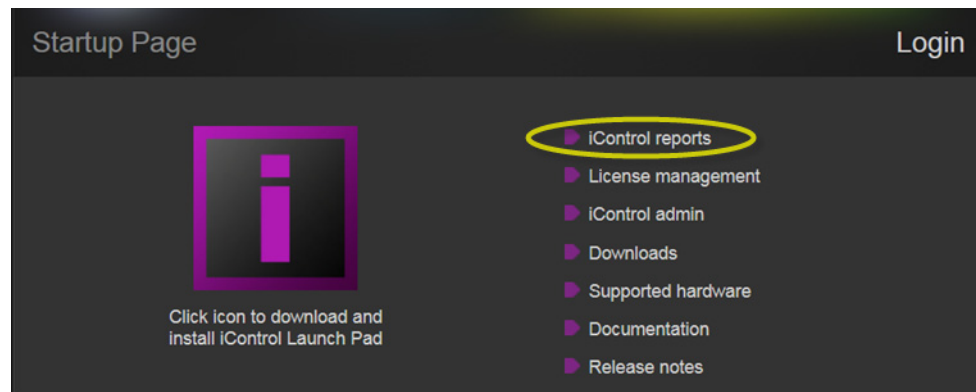 Startup Page
Login
i
Click icon to download and
install iControl Launch Pad
iControl reports
License management
iControl admin
Downloads
Supported hardware
Documentation
Release notes